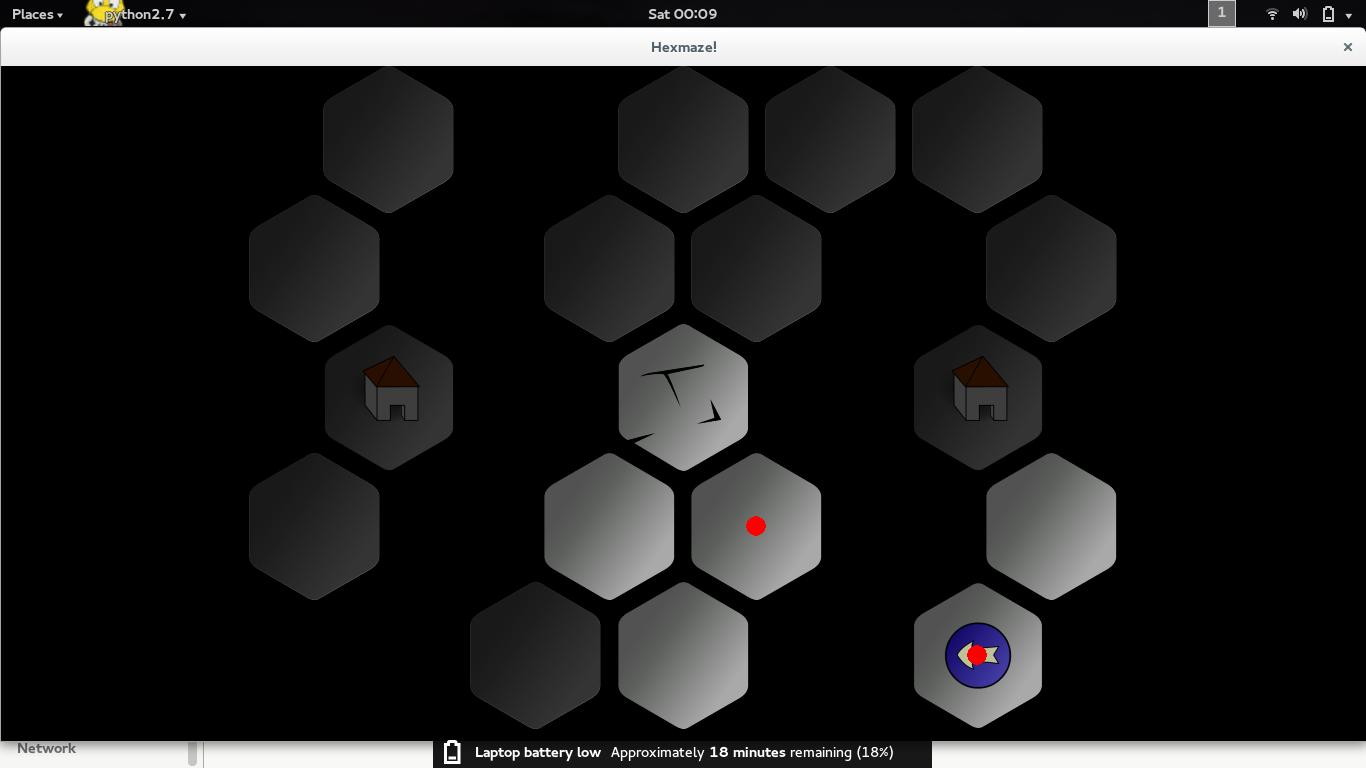 Places python2.7 Sat 00:09 1
Hexmaze! ×
Network
Laptop battery low Approximately 18 minutes remaining (18%)